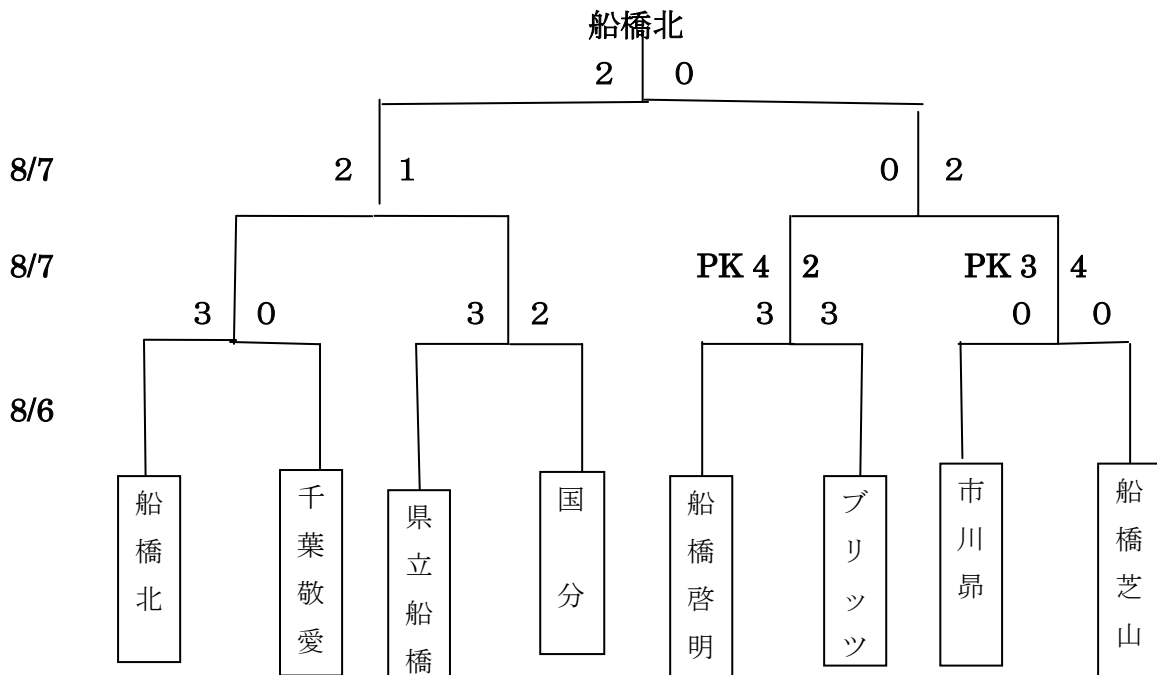 船橋北
2 0
8/7 2 1 0 2
8/7 PK 4 2 PK 3 4
3 0 3 2 3 3 0 0
8/6
船橋北
千葉敬愛
県立船橋
国分
船橋啓明
ブリッツ
市川昴
船橋芝山